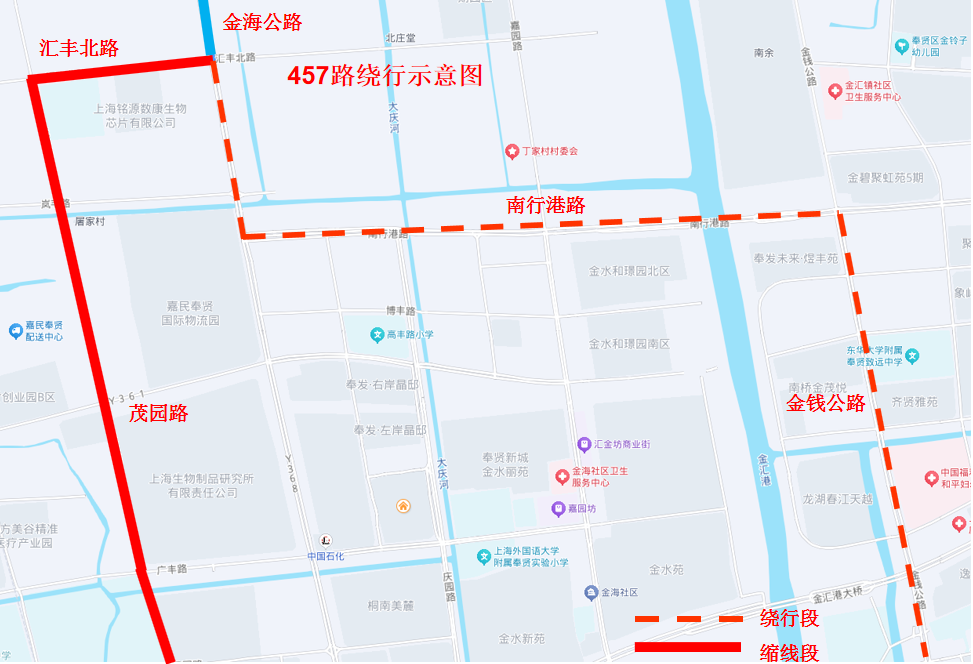 金海公路
汇丰北路
嘉园路
北庄堂
汇丰北路
457路绕行示意图
南余
金钱公路
奉贤区金铃子
幼儿园
金汇镇社区
卫生服务中心
上海铭源数康生物
芯片有限公司
大庆河
丁家村村委会
金碧聚虹苑5期
屠家村
南行港路
南行港路
南行港路
奉发未来·煜丰苑
金水和璟园北区
嘉民奉贤
国际物流园
博丰路
嘉民奉贤
配送中心
高丰路小学
金水和璟园南区
东华大学附属
奉贤致远中学
奉发·右岸晶邸
南桥金茂悦
创业园B区
Y361
茂园路
金钱公路
齐贤雅苑
奉发·左岸晶邸
汇金坊商业街
奉贤新城
金水丽苑
大庆河
Y368
金汇港
金海社区卫生
服务中心
中国福
和平妇
上海生物制品研究所
有限责任公司
龙湖春江天越
嘉园坊
方美谷精准
医疗产业园
中国石化
上海外国语大学
附属奉贤实验小学
广丰路
金水苑
庆园路
金海社区
金汇港大桥
金钱公路
桐南美麓
金水新苑
绕行段
缩线段